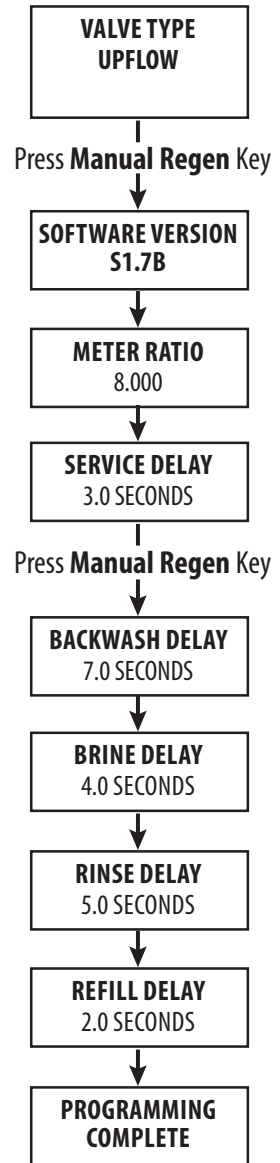 VALVE TYPE
UPFLOW
Press Manual Regen Key
SOFTWARE VERSION
S1.7B
METER RATIO
8.000
SERVICE DELAY
3.0 SECONDS
Press Manual Regen Key
BACKWASH DELAY
7.0 SECONDS
BRINE DELAY
4.0 SECONDS
RINSE DELAY
5.0 SECONDS
REFILL DELAY
2.0 SECONDS
PROGRAMMING
COMPLETE